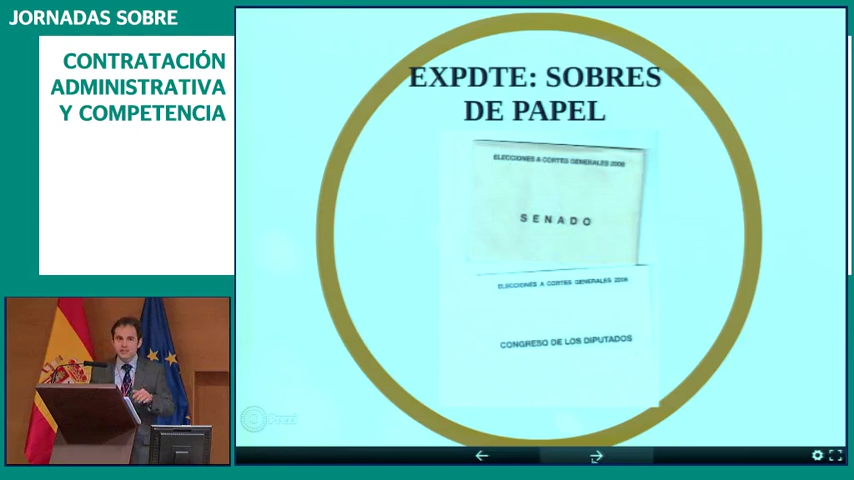 JORNADAS SOBRE
CONTRATACIÓN
ADMINISTRATIVA
Y COMPETENCIA
EXPDTE: SOBRES
DE PAPEL
ELECCIONES A CORTES GENERALES 2008
SENADO
ELECCIONES A CORTES GENERALES 2008
CONGRESO DE LOS DIPUTADOS
Prezi